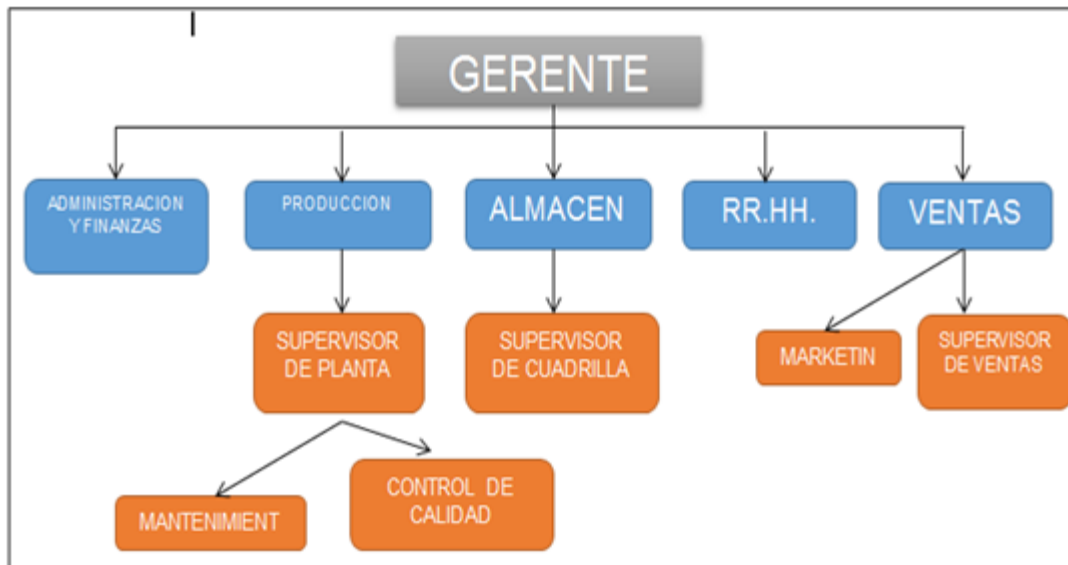 GERENTE
ADMINISTRACION
Y FINANZAS
PRODUCCION
ALMACEN
RR.HH.
VENTAS
SUPERVISOR
DE PLANTA
SUPERVISOR
DE CUADRILLA
MARKETIN
SUPERVISOR
DE VENTAS
MANTENIMIENT
CONTROL DE
CALIDAD